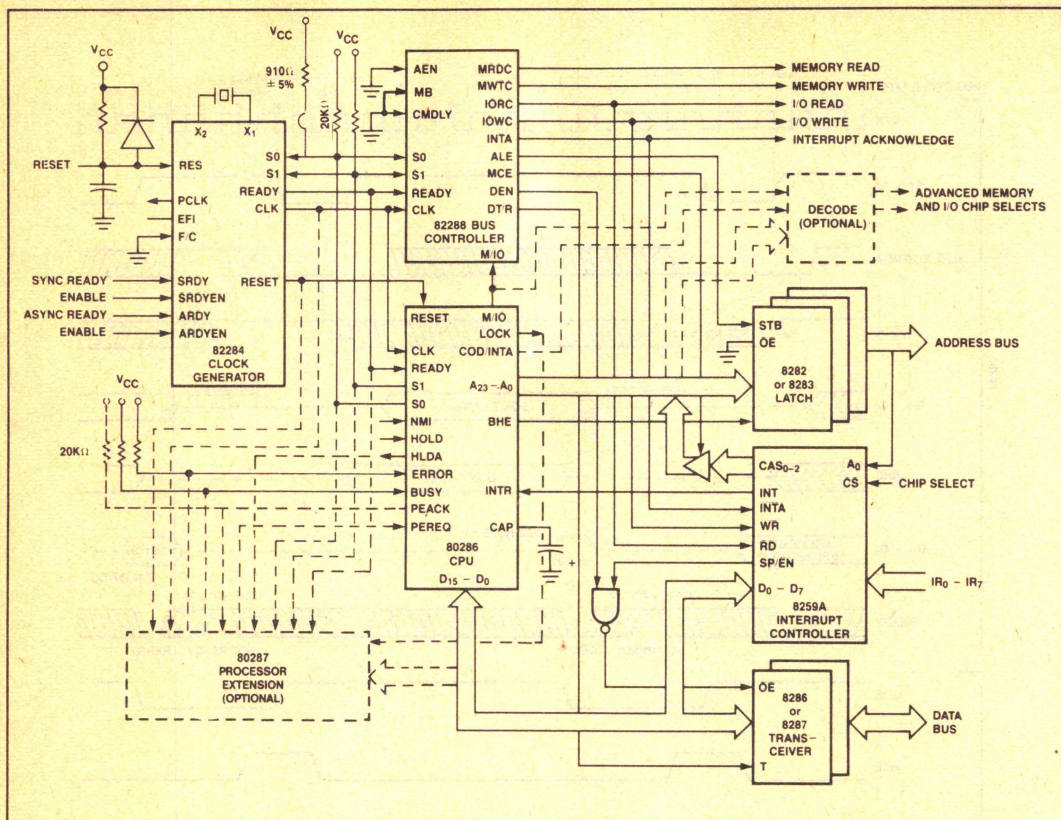 VCC
VCC
VCC
910Ω
± 5%
20KΩ
X2
X1
RESET
RES
PCLK
EFI
F/C
S0
S1
READY
CLK
RESET
SYNC READY
SRDY
ENABLE
SRDYEN
ASYNC READY
ARDY
ENABLE
ARDYEN
82284
CLOCK
GENERATOR
AEN
MB
CMDLY
S0
S1
READY
CLK
MRDC
MWTC
IORC
IOWC
INTA
ALE
MCE
DEN
DT/R
82288 BUS
CONTROLLER
M/IO
MEMORY READ
MEMORY WRITE
I/O READ
I/O WRITE
INTERRUPT ACKNOWLEDGE
DECODE
(OPTIONAL)
ADVANCED MEMORY
AND I/O CHIP SELECTS
RESET
M/IO
LOCK
COD/INTA
CLK
READY
S1
S0
A23 – A0
NMI
HOLD
HLDA
ERROR
BUSY
PEACK
PEREQ
BHE
INTR
CAP
+
80286
CPU
D15 – D0
VCC
20KΩ
STB
OE
8282
or 8283
LATCH
ADDRESS BUS
CAS0-2
A0
CS
CHIP SELECT
INT
INTA
WR
RD
SP/EN
D0 – D7
IR0 – IR7
8259A
INTERRUPT
CONTROLLER
80287
PROCESSOR
EXTENSION
(OPTIONAL)
OE
8286
or
8287
TRANS-
CEIVER
T
DATA
BUS